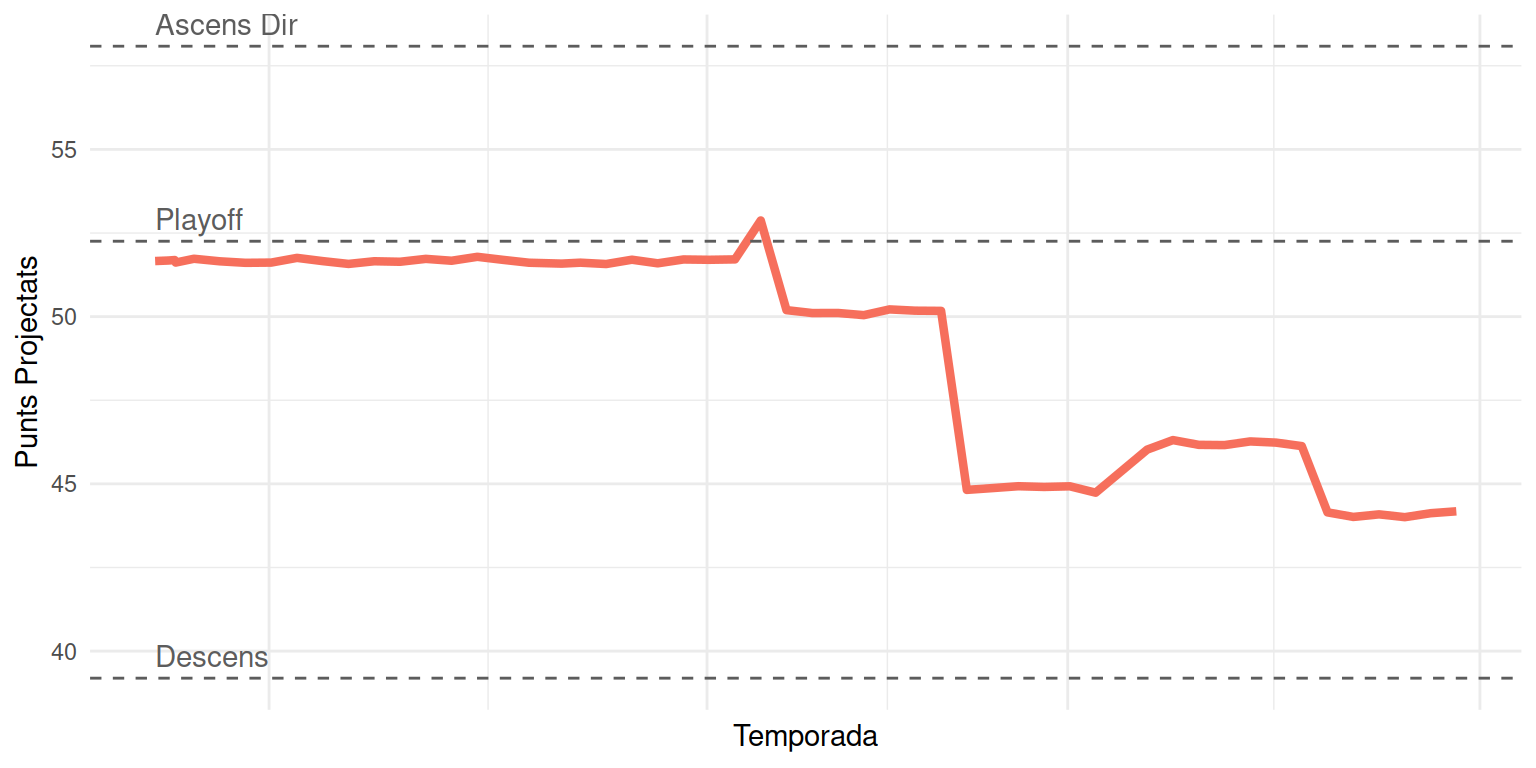 Ascens Dir
55
Playoff
50
45
Descens
40
Punts Projectats
Temporada